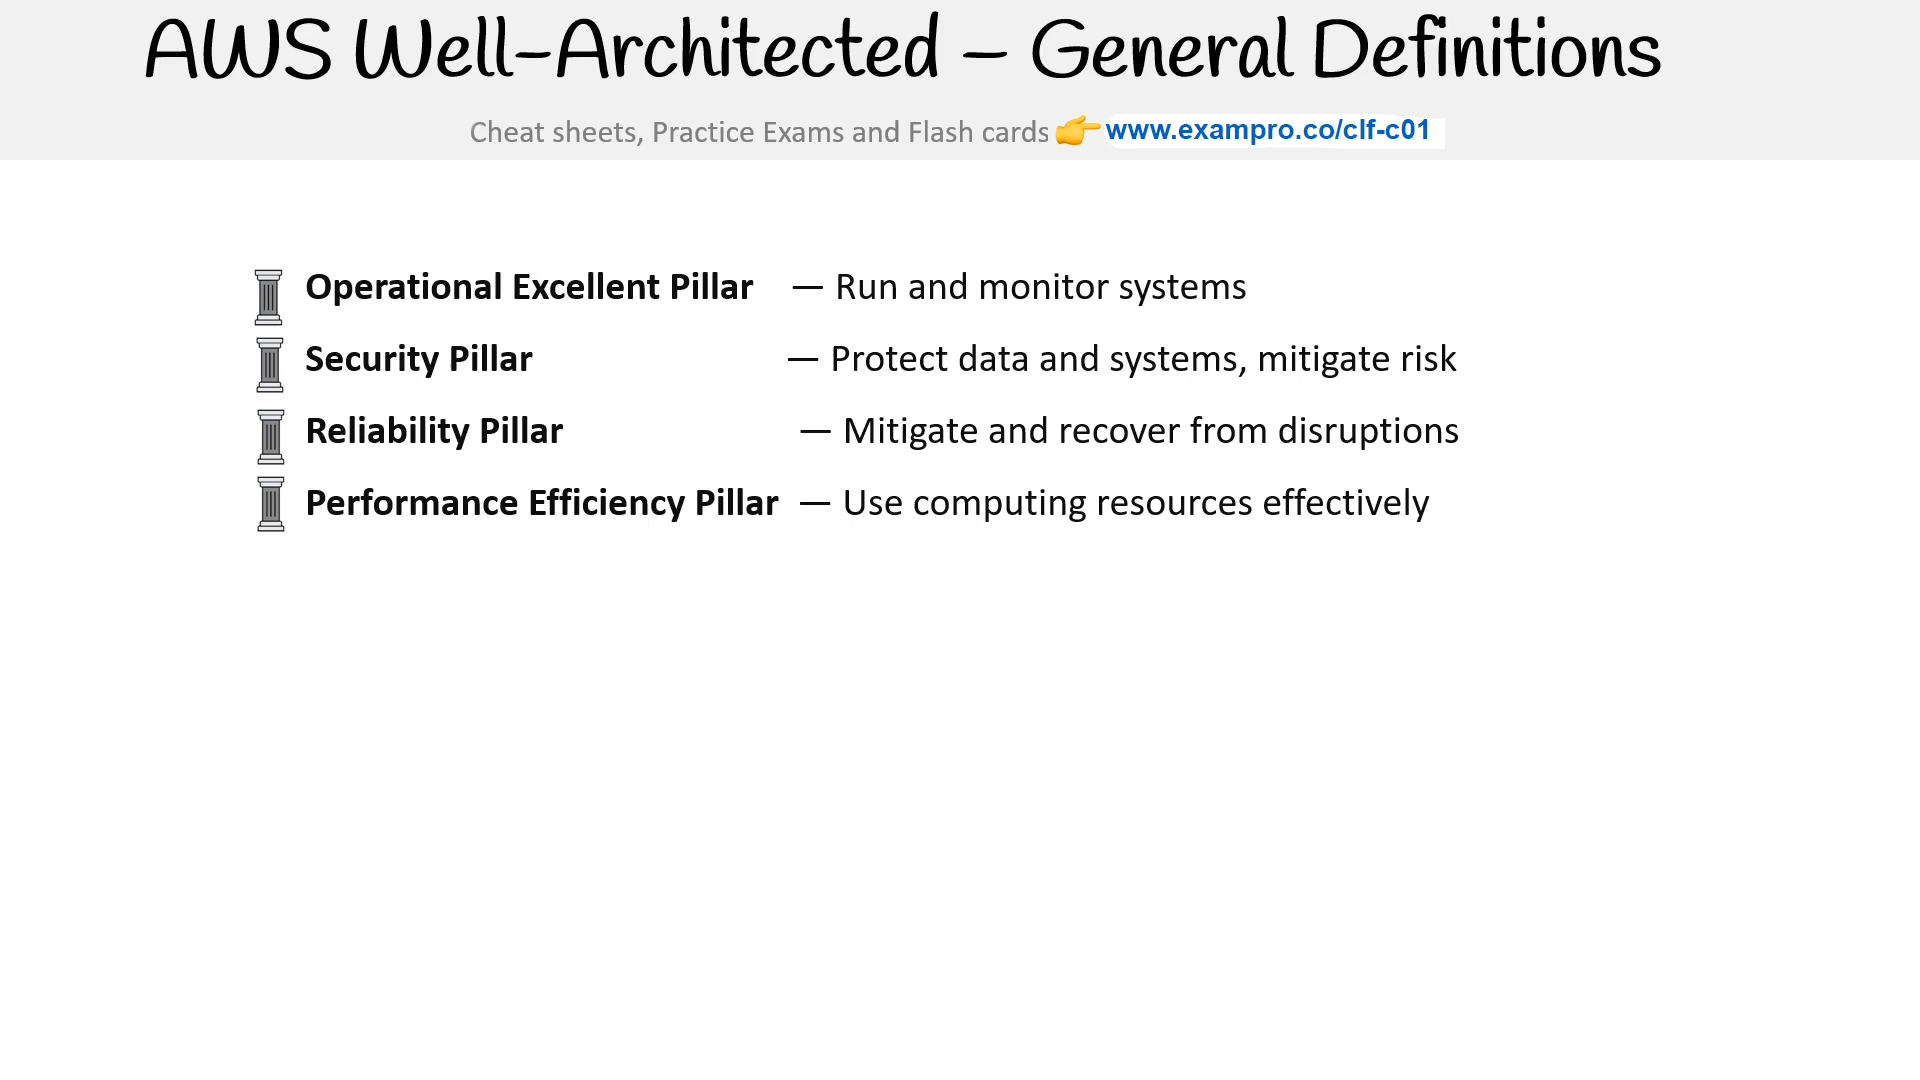 AWS Well-Architected – General Definitions
Cheat sheets, Practice Exams and Flash cards 👉 www.exampro.co/clf-c01
Operational Excellent Pillar — Run and monitor systems
Security Pillar — Protect data and systems, mitigate risk
Reliability Pillar — Mitigate and recover from disruptions
Performance Efficiency Pillar — Use computing resources effectively